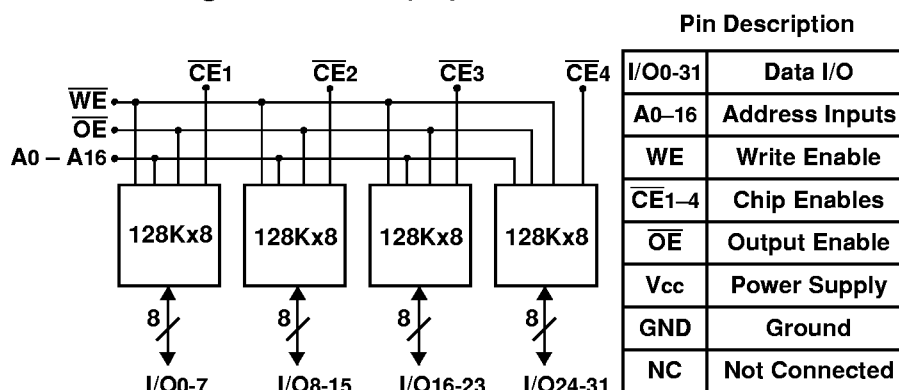 Pin Description
CE1 CE2 CE3 CE4
WE
OE
A0 – A16
128Kx8 128Kx8 128Kx8 128Kx8
8 8 8 8
I/O0-7 I/O8-15 I/O16-23 I/O24-31
I/O0-31 Data I/O
A0–16 Address Inputs
WE Write Enable
CE1–4 Chip Enables
OE Output Enable
Vcc Power Supply
GND Ground
NC Not Connected